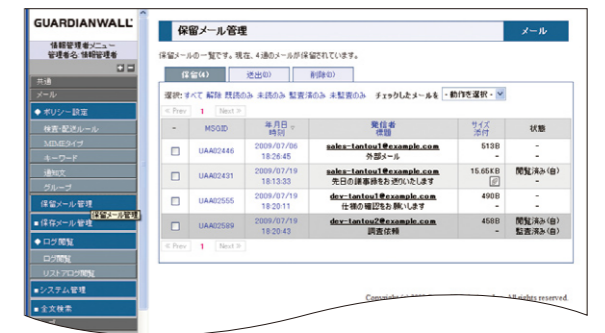 GUARDIANWALL
情報管理者メニュー
管理者名:情報管理者
共通
メール
◆ ポリシー設定
検査・配送ルール
MIMEタイプ
キーワード
通知文
グループ
保留メール管理
保留メール管理
■保存メール管理
◆ ログ閲覧
ログ閲覧
リストアログ閲覧
■システム管理
■全文検索
保留メール管理
メール
保留メールの一覧です。現在、4通のメールが保留されています。
保留(4) 送出(0) 削除(0)
選択: すべて 解除 既読のみ 未読のみ 監査済のみ 未監査のみ チェックしたメールを - 動作を選択 -
« Prev 1 Next »
- MSGID 年月日 時刻 発信者 標題 サイズ 添付 状態
UAA02446 2009/07/06 18:26:45 sales-tantou1@example.com 外部メール 513B - - -
UAA02431 2009/07/19 18:13:33 sales-tantou1@example.com 先日の議事録をお送りいたします 15.65KB 閲覧済み(自) -
UAA02555 2009/07/19 18:20:11 dev-tantou1@example.com 仕様の確認をお願いします 490B - - -
UAA02589 2009/07/19 18:20:43 dev-tantou2@example.com 調査依頼 458B - 閲覧済み(自) 監査済み(自)
« Prev 1 Next »
All rights reserved.